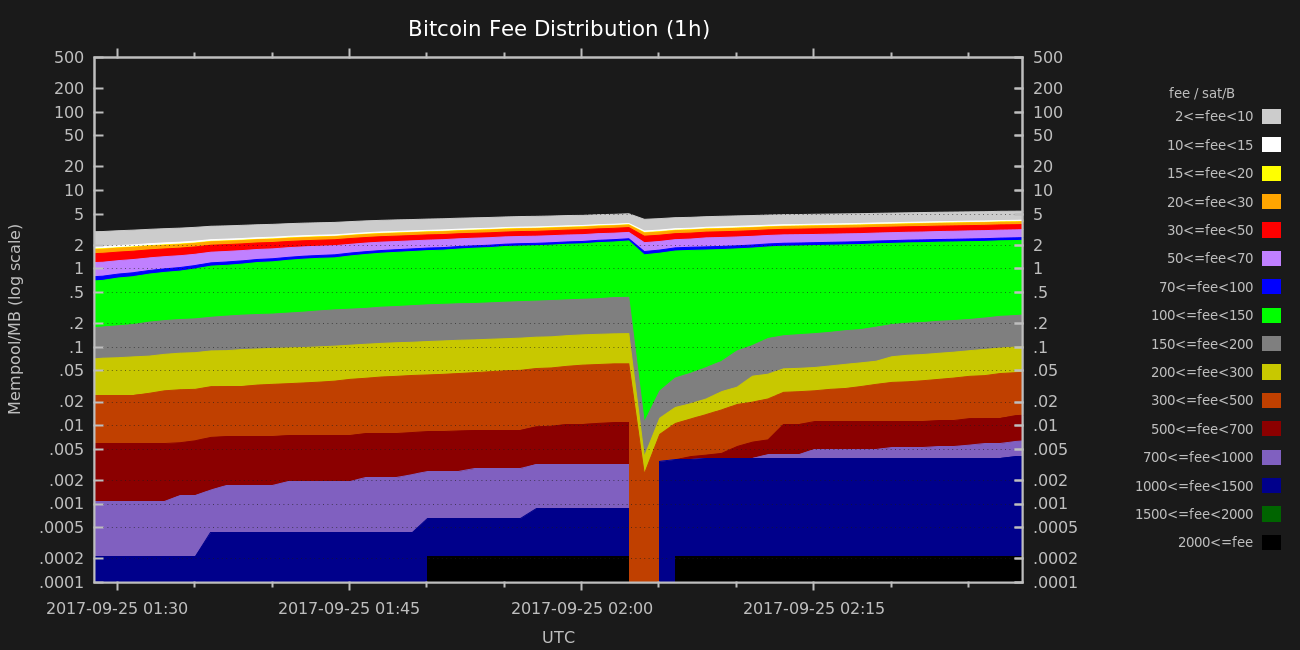 Bitcoin Fee Distribution (1h)
500
200
100
50
20
10
5
2
1
.5
.2
.1
.05
.02
.01
.005
.002
.001
.0005
.0002
.0001
Mempool/MB (log scale)
500
200
100
50
20
10
5
2
1
.5
.2
.1
.05
.02
.01
.005
.002
.001
.0005
.0002
.0001
2017-09-25 01:30
2017-09-25 01:45
2017-09-25 02:00
2017-09-25 02:15
UTC
fee / sat/B
2<=fee<10
10<=fee<15
15<=fee<20
20<=fee<30
30<=fee<50
50<=fee<70
70<=fee<100
100<=fee<150
150<=fee<200
200<=fee<300
300<=fee<500
500<=fee<700
700<=fee<1000
1000<=fee<1500
1500<=fee<2000
2000<=fee